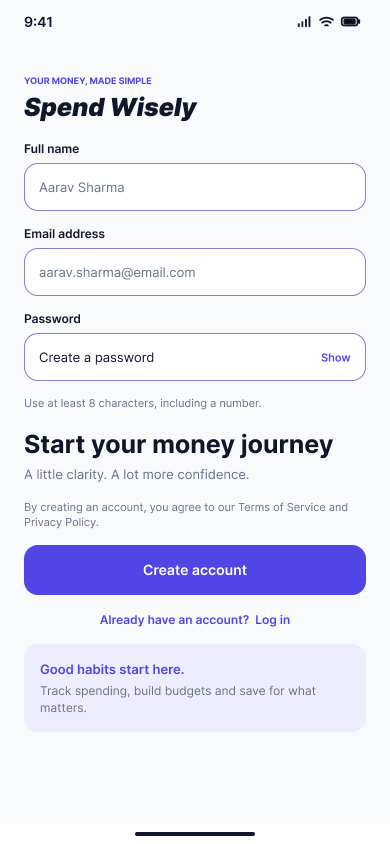 9:41
YOUR MONEY, MADE SIMPLE
Spend Wisely
Full name
Aarav Sharma
Email address
aarav.sharma@email.com
Password
Create a password Show
Use at least 8 characters, including a number.
Start your money journey
A little clarity. A lot more confidence.
By creating an account, you agree to our Terms of Service and
Privacy Policy.
Create account
Already have an account? Log in
Good habits start here.
Track spending, build budgets and save for what
matters.